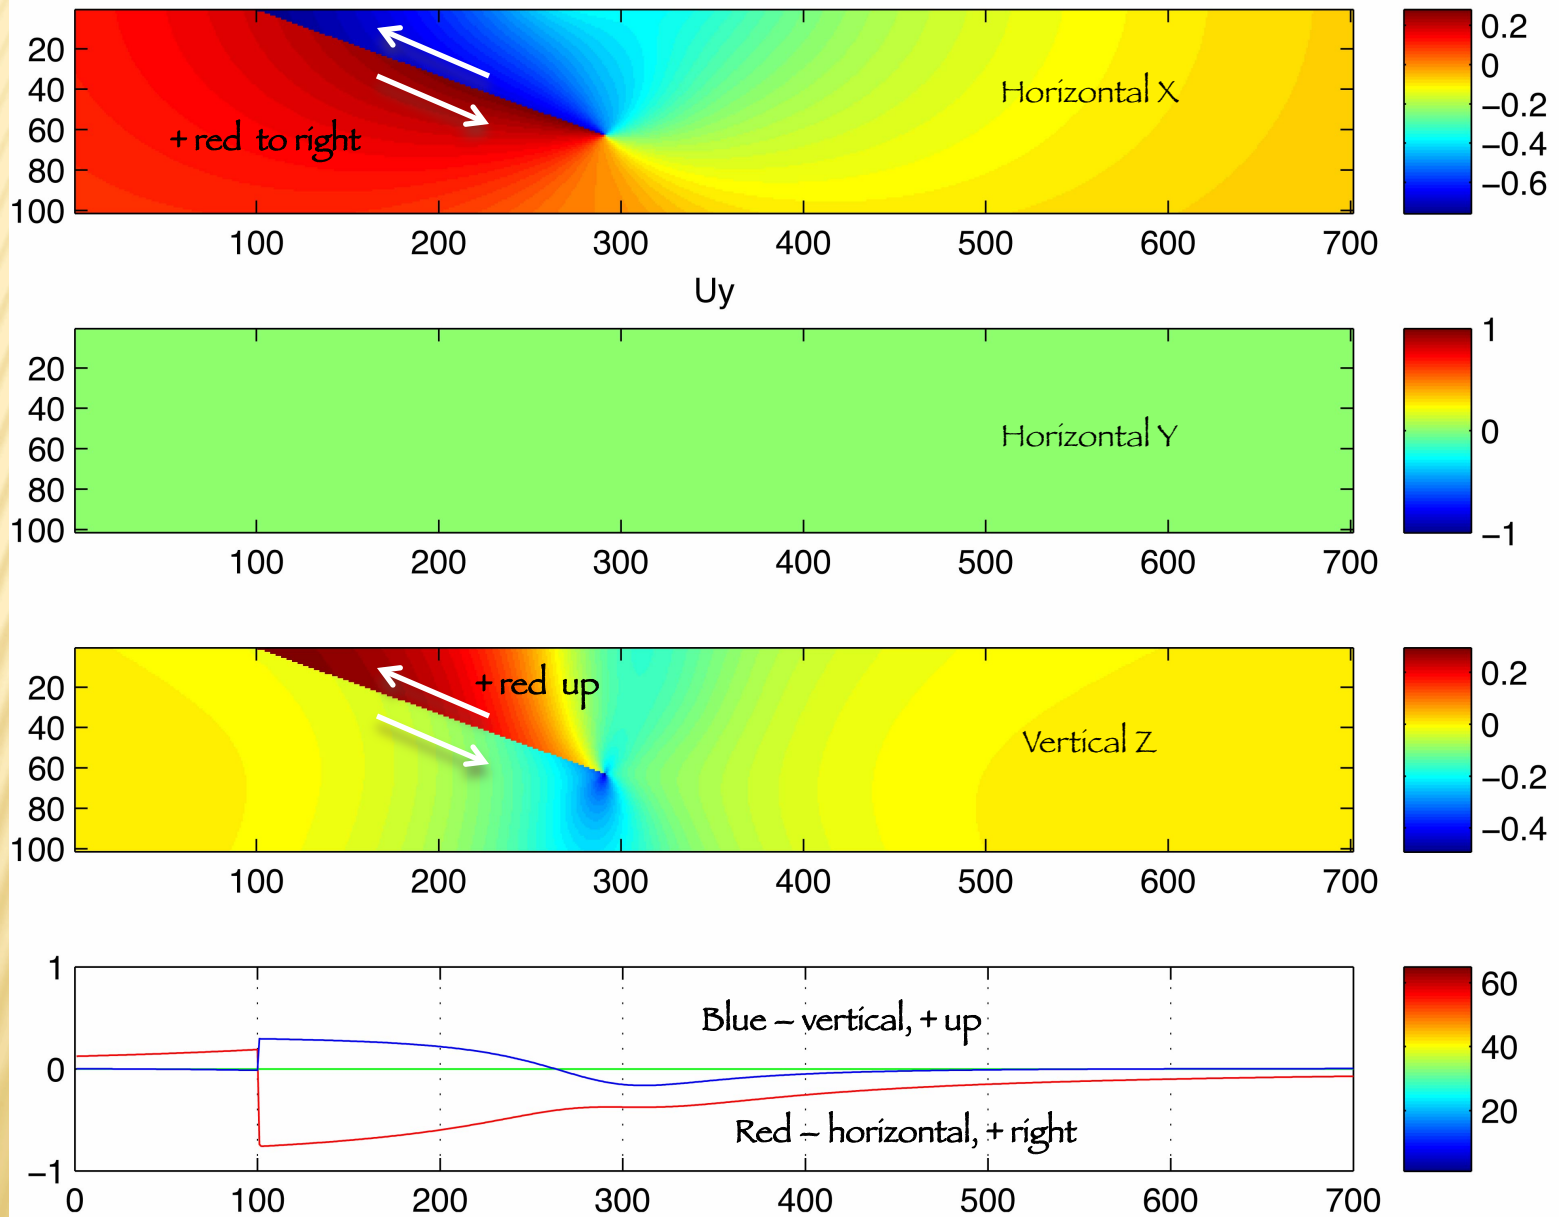 20
40
60
80
100
100 200 300 400 500 600 700
+ red to right
Horizontal X
0.2
0
−0.2
−0.4
−0.6
Uy
20
40
60
80
100
100 200 300 400 500 600 700
Horizontal Y
1
0
−1
20
40
60
80
100
100 200 300 400 500 600 700
+ red up
Vertical Z
0.2
0
−0.2
−0.4
1
0
−1
0 100 200 300 400 500 600 700
Blue – vertical, + up
Red – horizontal, + right
60
40
20